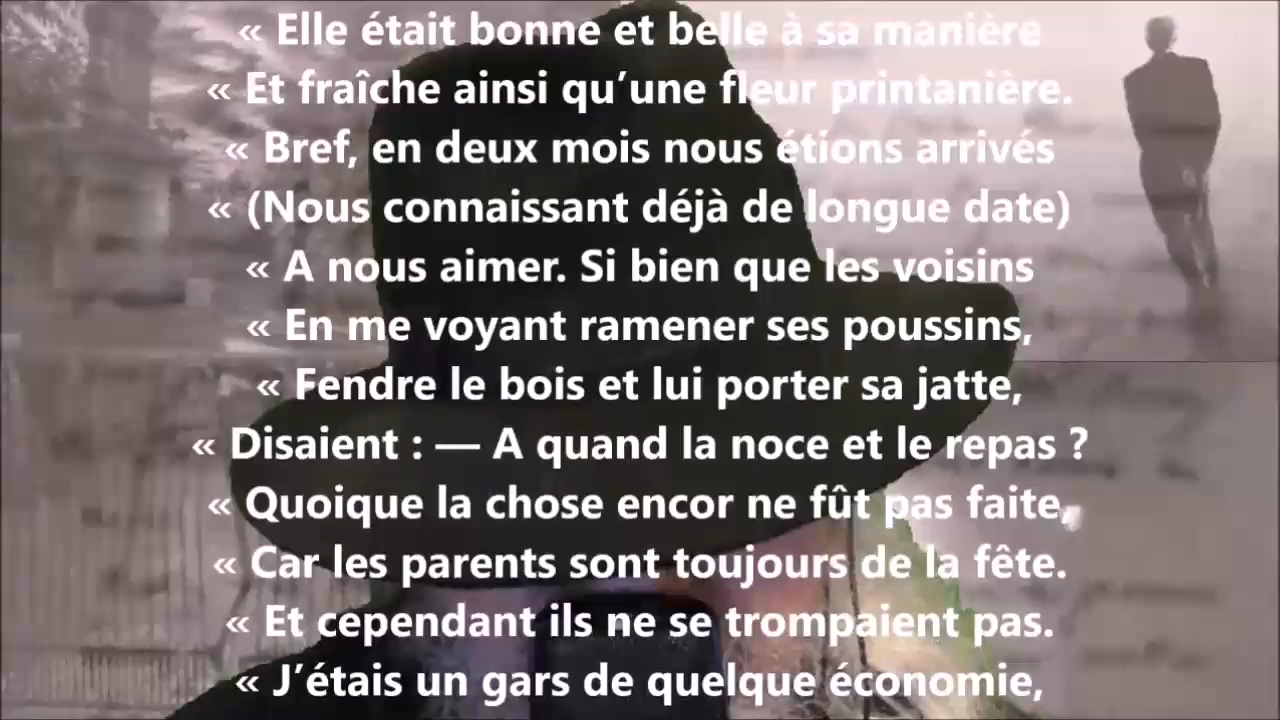 « Elle était bonne et belle à sa manière
« Et fraîche ainsi qu’une fleur printanière.
« Bref, en deux mois nous étions arrivés
« (Nous connaissant déjà de longue date)
« A nous aimer. Si bien que les voisins
« En me voyant ramener ses poussins,
« Fendre le bois et lui porter sa jatte,
« Disaient : — A quand la noce et le repas ?
« Quoique la chose encor ne fût pas faite,
« Car les parents sont toujours de la fête.
« Et cependant ils ne se trompaient pas.
« J’étais un gars de quelque économie,